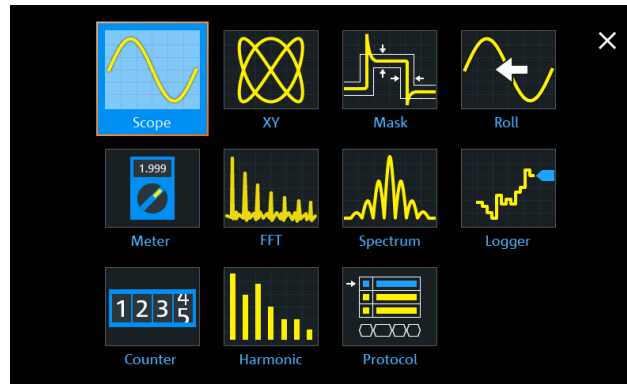 Scope
XY
Mask
Roll
1.999
Meter
FFT
Spectrum
Logger
1 2 3 4 5
Counter
Harmonic
Protocol